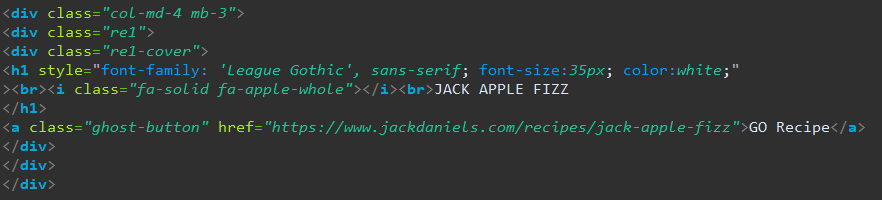 <div class="col-md-4 mb-3">
<div class="re1">
<div class="re1-cover">
<h1 style="font-family: 'League Gothic', sans-serif; font-size:35px; color:white;"
><br><i class="fa-solid fa-apple-whole"></i><br>JACK APPLE FIZZ
</h1>
<a class="ghost-button" href="https://www.jackdaniels.com/recipes/jack-apple-fizz">GO Recipe</a>
</div>
</div>
</div>